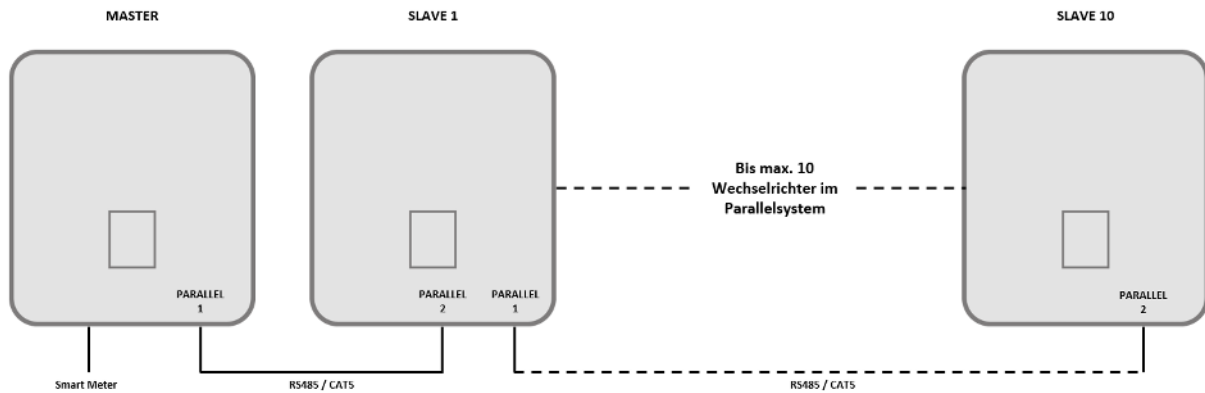 MASTER
SLAVE 1
SLAVE 10
Bis max. 10
Wechselrichter im
Parallelsystem
PARALLEL
1
PARALLEL
2
PARALLEL
1
PARALLEL
2
Smart Meter
RS485 / CAT5
RS485 / CAT5